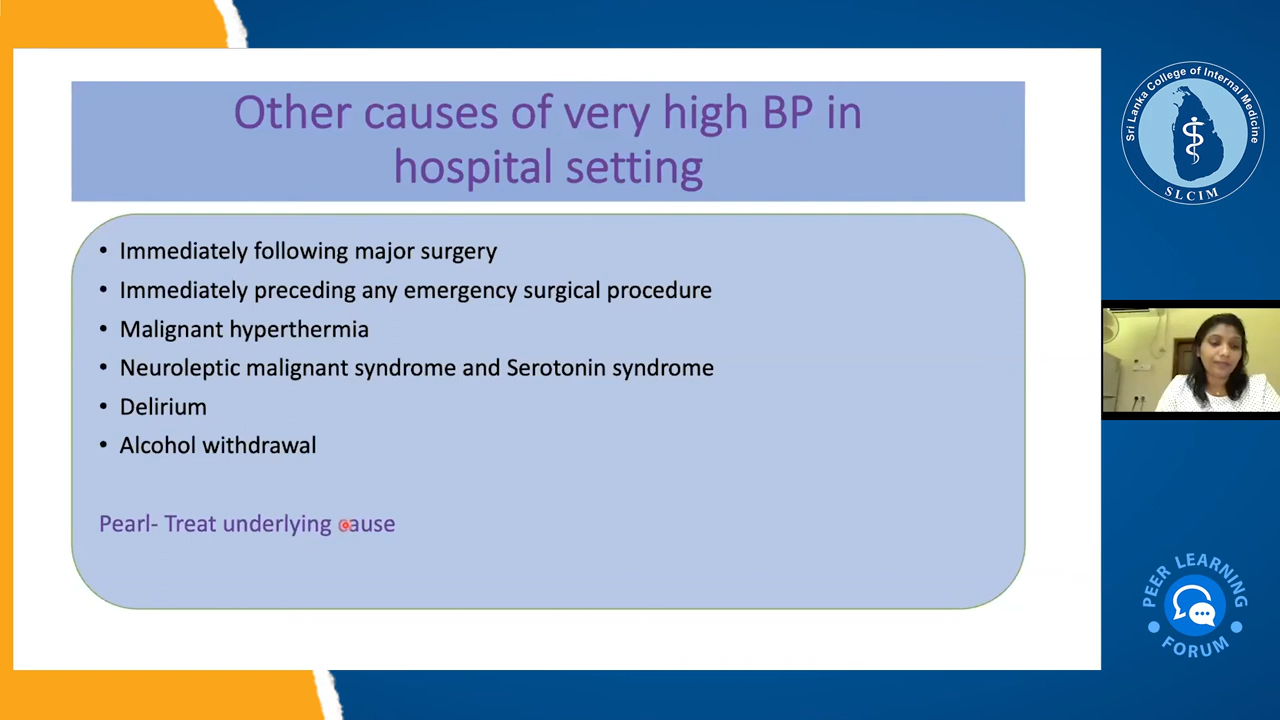 Other causes of very high BP in
hospital setting
• Immediately following major surgery
• Immediately preceding any emergency surgical procedure
• Malignant hyperthermia
• Neuroleptic malignant syndrome and Serotonin syndrome
• Delirium
• Alcohol withdrawal
Pearl- Treat underlying cause
Sri Lanka College of Internal Medicine
SLCIM
PEER LEARNING
FORUM